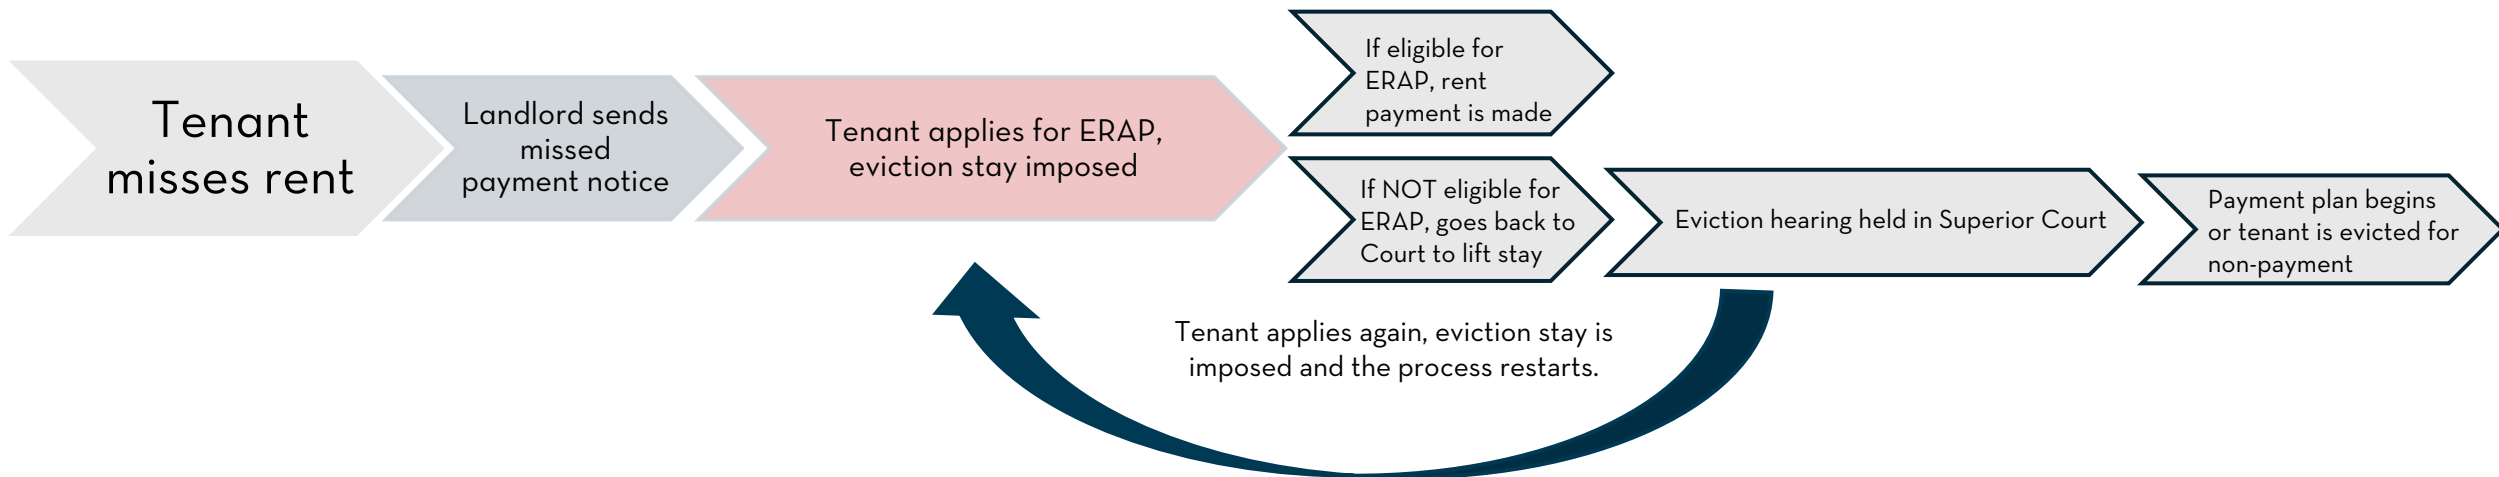 Tenant
misses rent
Landlord sends
missed
payment notice
Tenant applies for ERAP,
eviction stay imposed
If eligible for
ERAP, rent
payment is made
If NOT eligible for
ERAP, goes back to
Court to lift stay
Eviction hearing held in Superior Court
Payment plan begins
or tenant is evicted for
non-payment
Tenant applies again, eviction stay is
imposed and the process restarts.